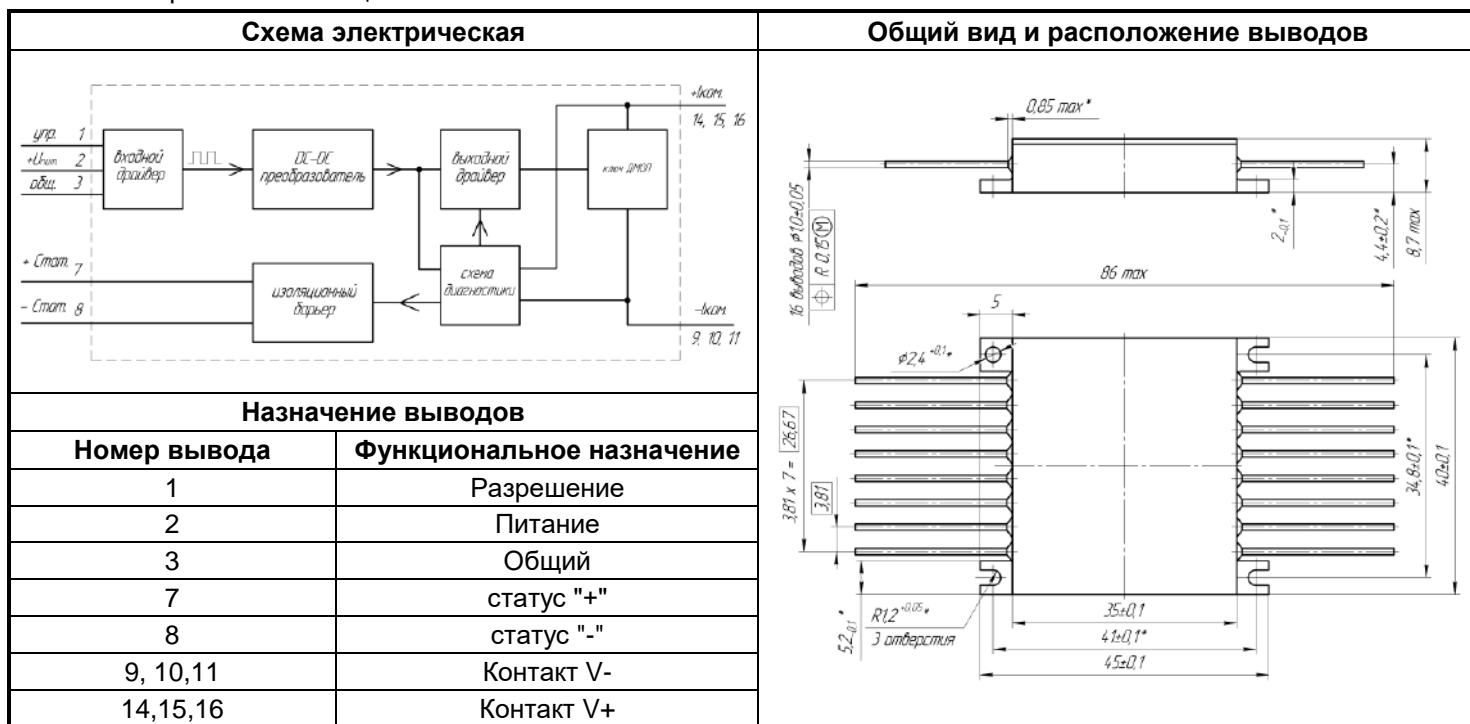 Схема электрическая
упр. 1
+Uпит 2
общ. 3
+ Стат. 7
- Стат. 8
входной
драйвер
DC-DC
преобразователь
выходной
драйвер
ключ ДМОП
изоляционный
барьер
схема
диагностики
+Iком.
14, 15, 16
-Iком
9, 10, 11
Назначение выводов
Номер вывода Функциональное назначение
1 Разрешение
2 Питание
3 Общий
7 статус "+"
8 статус "-"
9, 10,11 Контакт V-
14,15,16 Контакт V+
Общий вид и расположение выводов
0,85 max*
16 выводов ϕ1,0±0,05
⌖ R 0,15 Ⓜ
2-0,1*
4,4±0,2*
8,7 max
86 max
5
ϕ2,4 +0,1*
3,81 x 7 = 26,67
3,81
34,8±0,1*
40±0,1
5,2-0,1*
R1,2 +0,05*
3 отверстия
35±0,1
41±0,1*
45±0,1